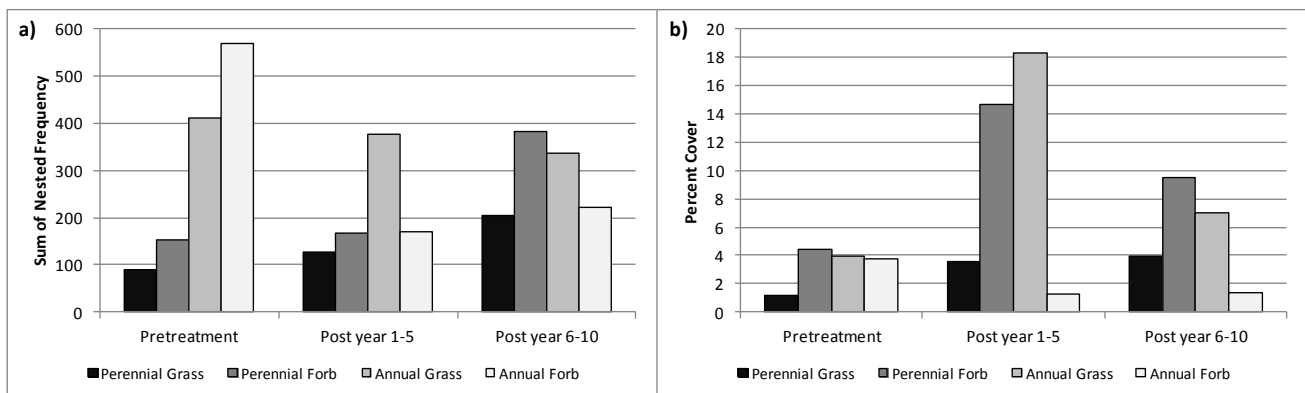 a)
Sum of Nested Frequency
600
500
400
300
200
100
0
Pretreatment Post year 1-5 Post year 6-10
Perennial Grass Perennial Forb Annual Grass Annual Forb
b)
Percent Cover
20
18
16
14
12
10
8
6
4
2
0
Pretreatment Post year 1-5 Post year 6-10
Perennial Grass Perennial Forb Annual Grass Annual Forb